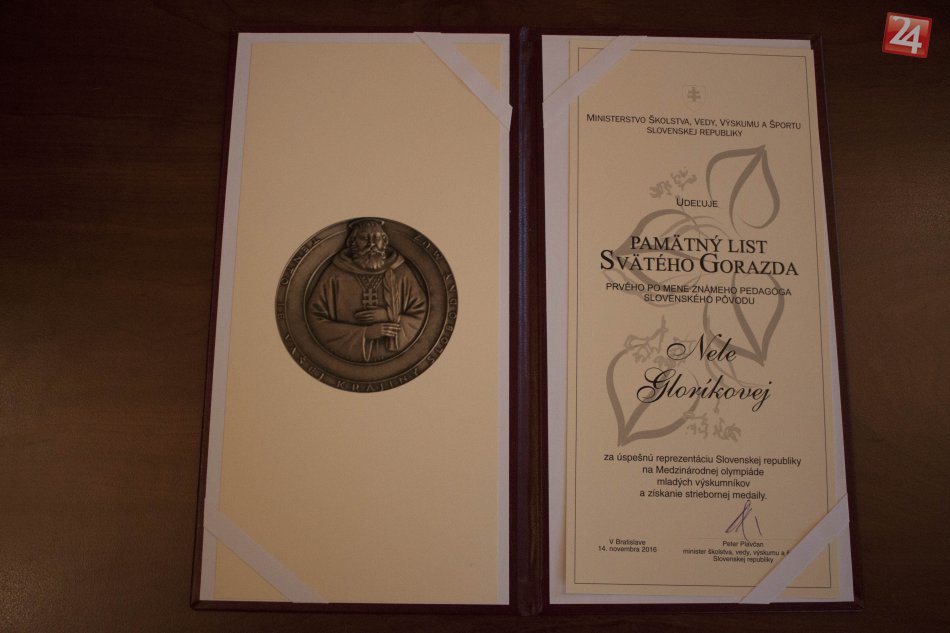 24
MINISTERSTVO ŠKOLSTVA, VEDY, VÝSKUMU A ŠPORTU
SLOVENSKEJ REPUBLIKY
UDEĽUJE
PAMÄTNÝ LIST
SVÄTÉHO GORAZDA
PRVÉHO PO MENE ZNÁMEHO PEDAGÓGA
SLOVENSKÉHO PÔVODU
Nele
Gloríkovej
za úspešnú reprezentáciu Slovenskej republiky
na Medzinárodnej olympiáde
mladých výskumníkov
a získanie striebornej medaily.
V Bratislave
14. novembra 2016
Peter Plavčan
minister školstva, vedy, výskumu a
Slovenskej republiky
KRAJINY